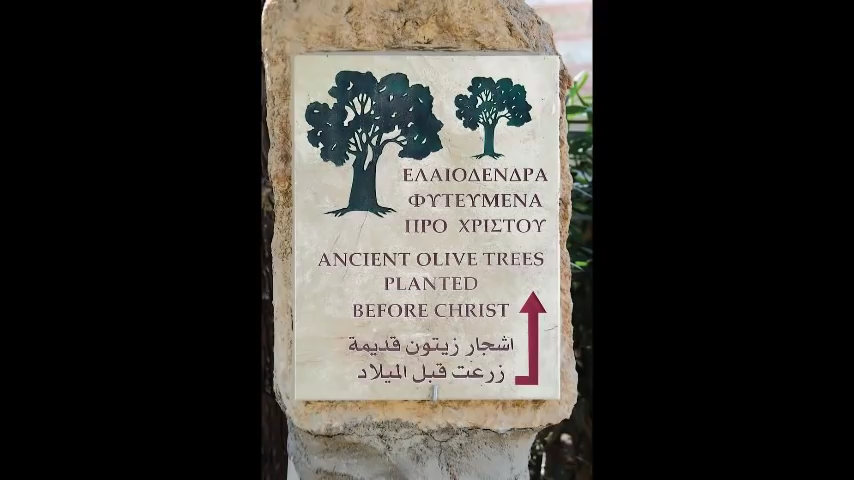 ΕΛΑΙΟΔΕΝΔΡΑ
ΦΥΤΕΥΜΕΝΑ
ΠΡΟ ΧΡΙΣΤΟΥ
ANCIENT OLIVE TREES
PLANTED
BEFORE CHRIST
اشجار زيتون قديمة
زرعت قبل الميلاد